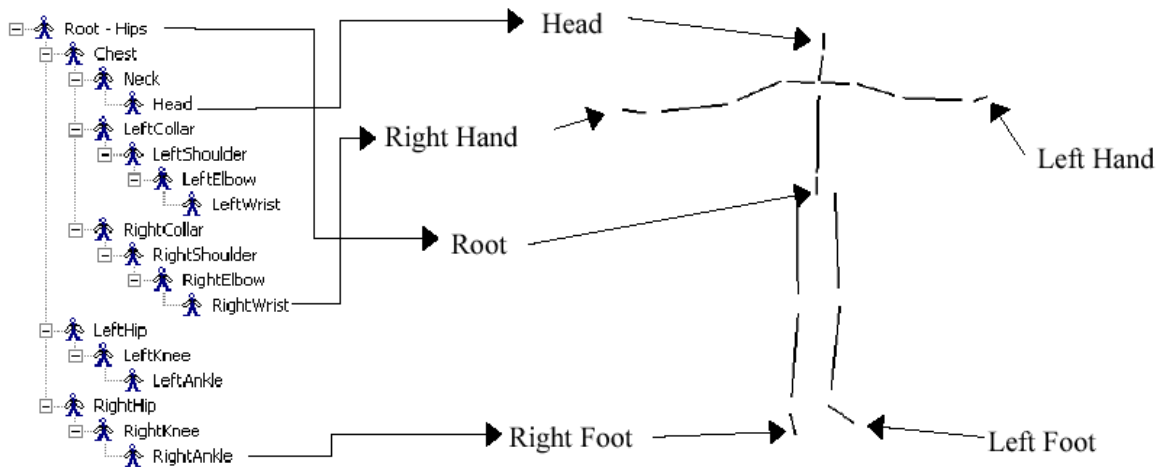 Root - Hips
Chest
Neck
Head
LeftCollar
LeftShoulder
LeftElbow
LeftWrist
RightCollar
RightShoulder
RightElbow
RightWrist
LeftHip
LeftKnee
LeftAnkle
RightHip
RightKnee
RightAnkle
Head
Right Hand
Left Hand
Root
Right Foot
Left Foot